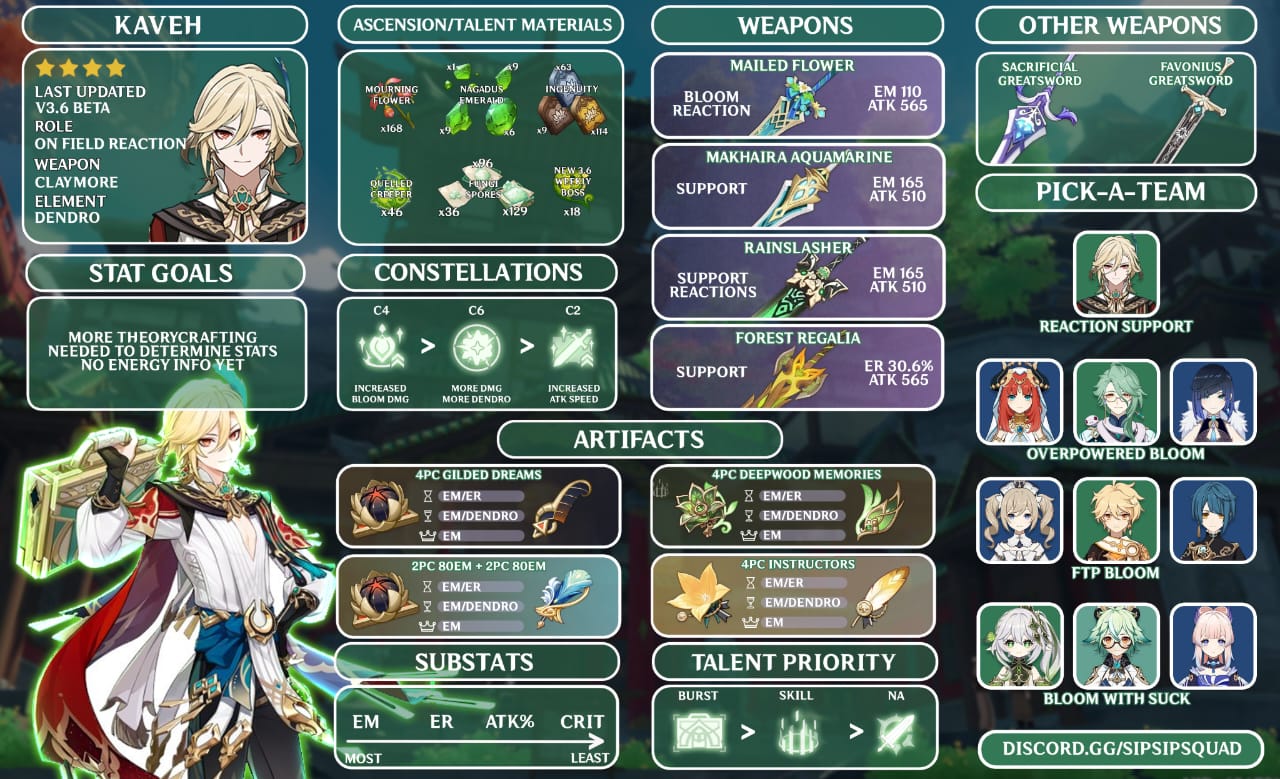 KAVEH
LAST UPDATED
V3.6 BETA
ROLE
ON FIELD REACTION
WEAPON
CLAYMORE
ELEMENT
DENDRO
STAT GOALS
MORE THEORYCRAFTING
NEEDED TO DETERMINE STATS
NO ENERGY INFO YET
ASCENSION/TALENT MATERIALS
MOURNING
FLOWER
x168
x1
x9
NAGADUS
EMERALD
x9
x6
x63
INGENUITY
x9
x114
QUELLED
CREEPER
x46
x96
FUNGI
SPORES
x36
x129
NEW 3.6
WEEKLY
BOSS
x18
CONSTELLATIONS
C4 > C6 > C2
INCREASED
BLOOM DMG
MORE DMG
MORE DENDRO
INCREASED
ATK SPEED
WEAPONS
MAILED FLOWER
BLOOM
REACTION
EM 110
ATK 565
MAKHAIRA AQUAMARINE
SUPPORT
EM 165
ATK 510
RAINSLASHER
SUPPORT
REACTIONS
EM 165
ATK 510
FOREST REGALIA
SUPPORT
ER 30.6%
ATK 565
ARTIFACTS
4PC GILDED DREAMS
EM/ER
EM/DENDRO
EM
4PC DEEPWOOD MEMORIES
EM/ER
EM/DENDRO
EM
2PC 80EM + 2PC 80EM
EM/ER
EM/DENDRO
EM
4PC INSTRUCTORS
EM/ER
EM/DENDRO
EM
SUBSTATS
EM ER ATK% CRIT
MOST LEAST
TALENT PRIORITY
BURST > SKILL > NA
OTHER WEAPONS
SACRIFICIAL
GREATSWORD
FAVONIUS
GREATSWORD
PICK-A-TEAM
REACTION SUPPORT
OVERPOWERED BLOOM
FTP BLOOM
BLOOM WITH SUCK
DISCORD.GG/SIPSIPSQUAD